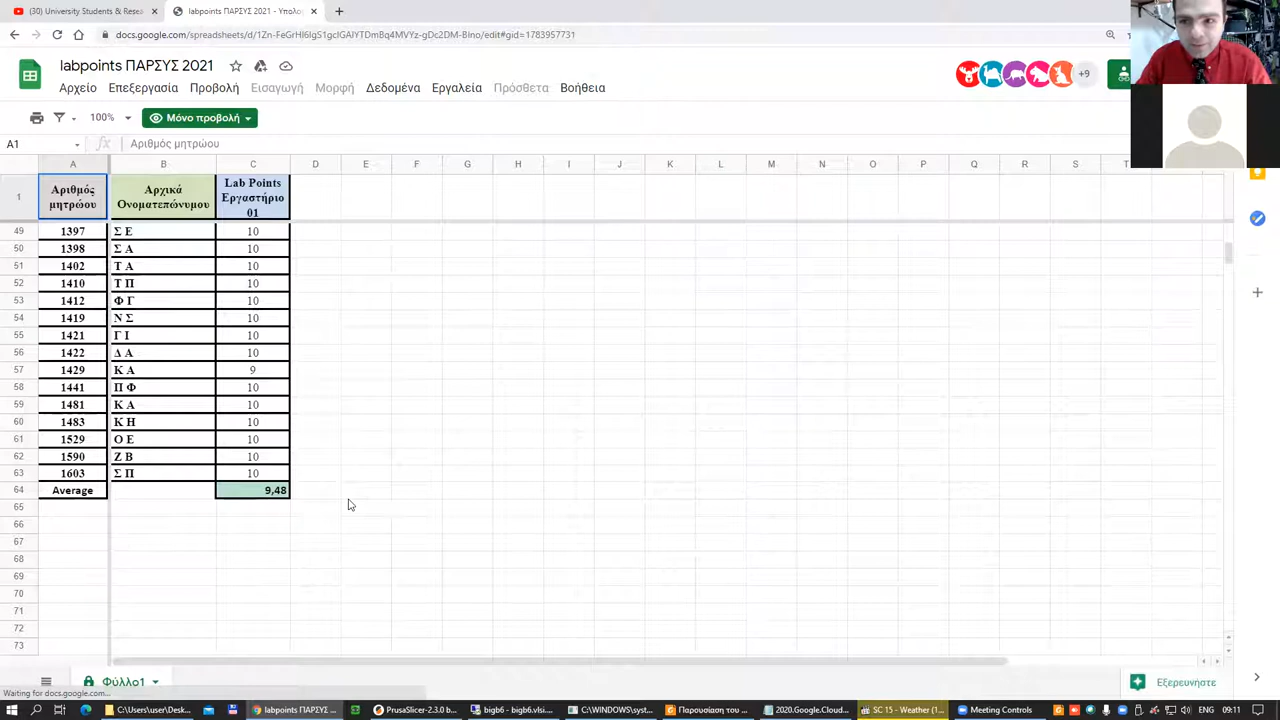 (30) University Students & Resea
labpoints ΠΑΡΣΥΣ 2021 - Υπολο
docs.google.com/spreadsheets/d/1Zn-FeGrHI6IgS1gcIGAIYTDmBq4MVYz-gDc2DM-BIno/edit#gid=1783957731
labpoints ΠΑΡΣΥΣ 2021
Αρχείο Επεξεργασία Προβολή Εισαγωγή Μορφή Δεδομένα Εργαλεία Πρόσθετα Βοήθεια
+9
100% Μόνο προβολή
A1 fx Αριθμός μητρώου
A B C D E F G H I J K L M N O P Q R S T
1 Αριθμός μητρώου Αρχικά Ονοματεπώνυμου Lab Points Εργαστήριο 01
49 1397 Σ Ε 10
50 1398 Σ Α 10
51 1402 Τ Α 10
52 1410 Τ Π 10
53 1412 Φ Γ 10
54 1419 Ν Σ 10
55 1421 Γ Ι 10
56 1422 Δ Α 10
57 1429 Κ Α 9
58 1441 Π Φ 10
59 1481 Κ Α 10
60 1483 Κ Η 10
61 1529 Ο Ε 10
62 1590 Ζ Β 10
63 1603 Σ Π 10
64 Average 9,48
65
66
67
68
69
70
71
72
73
Φύλλο1
Εξερευνήστε
Waiting for docs.google.com...
C:\users\user\Desk...
labpoints ΠΑΡΣΥΣ ...
PrusaSlicer-2.3.0 b...
bigb6 - bigb6.vlsi....
C:\WINDOWS\syst...
Παρουσίαση του ...
2020.Google.Cloud...
SC 15 - Weather (1...
Meeting Controls
ENG 09:11